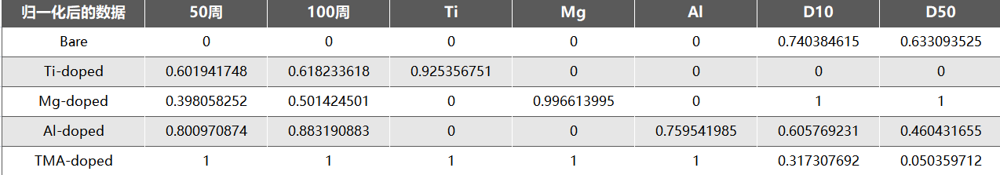 归一化后的数据 50周 100周 Ti Mg Al D10 D50
Bare 0 0 0 0 0 0.740384615 0.633093525
Ti-doped 0.601941748 0.618233618 0.925356751 0 0 0 0
Mg-doped 0.398058252 0.501424501 0 0.996613995 0 1 1
Al-doped 0.800970874 0.883190883 0 0 0.759541985 0.605769231 0.460431655
TMA-doped 1 1 1 1 1 0.317307692 0.050359712